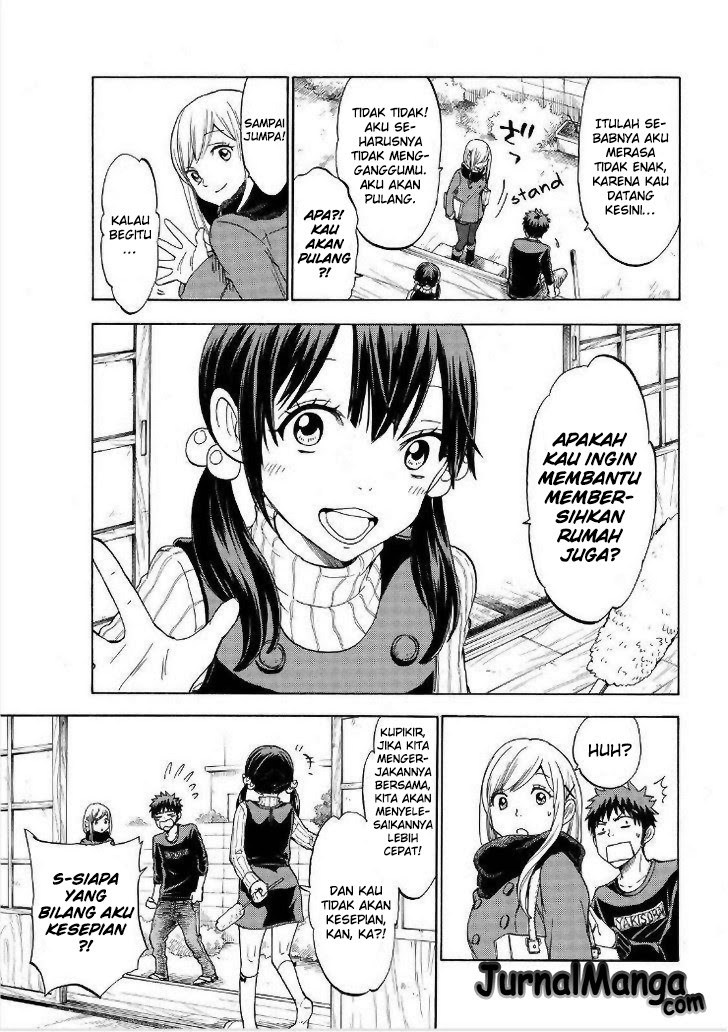 ITULAH SE-
BABNYA AKU
MERASA
TIDAK ENAK,
KARENA KAU
DATANG
KESINI...
ざっ
stand
TIDAK TIDAK!
AKU SE-
HARUSNYA
TIDAK MENG-
GANGGUMU.
AKU AKAN
PULANG.
APA?!
KAU
AKAN
PULANG
?!
SAMPAI
JUMPA!
KALAU
BEGITU
...
APAKAH
KAU INGIN
MEMBANTU
MEMBER-
SIHKAN
RUMAH
JUGA?
HUH?
YAKISOBA
KUPIKIR,
JIKA KITA
MENGER-
JAKANNYA
BERSAMA,
KITA AKAN
MENYELE-
SAIKANNYA
LEBIH
CEPAT!
DAN KAU
TIDAK AKAN
KESEPIAN,
KAN, KA?!
S-SIAPA
YANG
BILANG AKU
KESEPIAN
?!
JurnalManga
.com